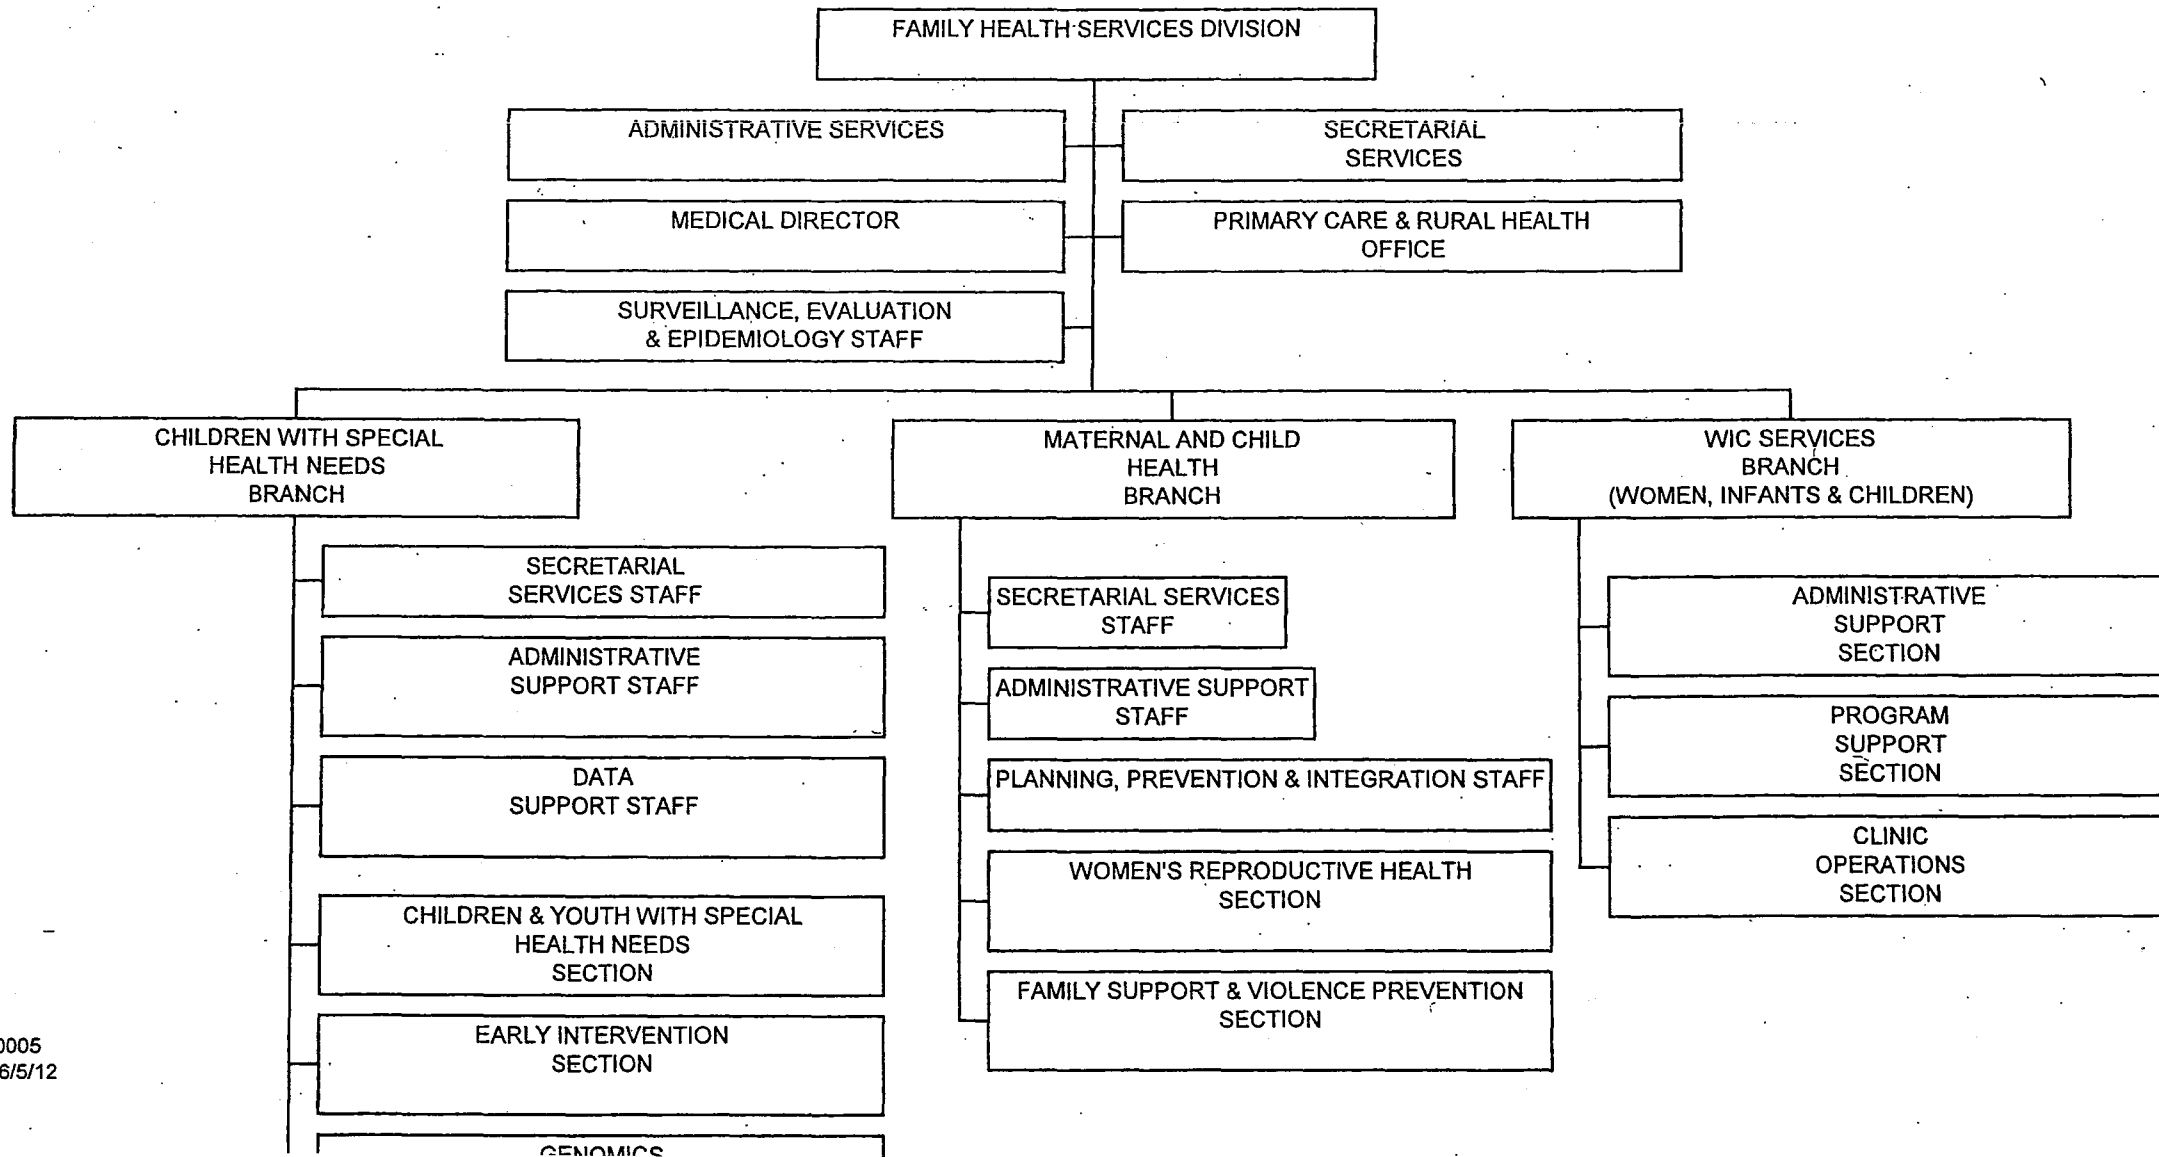 FAMILY HEALTH SERVICES DIVISION
ADMINISTRATIVE SERVICES
SECRETARIAL
SERVICES
MEDICAL DIRECTOR
PRIMARY CARE & RURAL HEALTH
OFFICE
SURVEILLANCE, EVALUATION
& EPIDEMIOLOGY STAFF
CHILDREN WITH SPECIAL
HEALTH NEEDS
BRANCH
SECRETARIAL
SERVICES STAFF
ADMINISTRATIVE
SUPPORT STAFF
DATA
SUPPORT STAFF
CHILDREN & YOUTH WITH SPECIAL
HEALTH NEEDS
SECTION
EARLY INTERVENTION
SECTION
GENOMICS
MATERNAL AND CHILD
HEALTH
BRANCH
SECRETARIAL SERVICES
STAFF
ADMINISTRATIVE SUPPORT
STAFF
PLANNING, PREVENTION & INTEGRATION STAFF
WOMEN'S REPRODUCTIVE HEALTH
SECTION
FAMILY SUPPORT & VIOLENCE PREVENTION
SECTION
WIC SERVICES
BRANCH
(WOMEN, INFANTS & CHILDREN)
ADMINISTRATIVE
SUPPORT
SECTION
PROGRAM
SUPPORT
SECTION
CLINIC
OPERATIONS
SECTION
0005
6/5/12